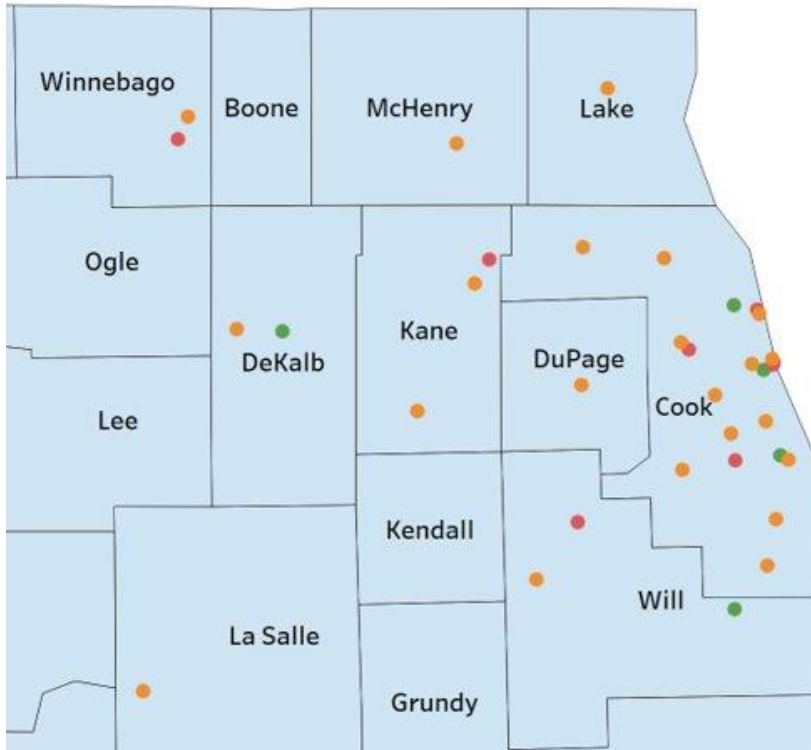 Winnebago
Boone
McHenry
Lake
Ogle
DeKalb
Kane
DuPage
Lee
Cook
Kendall
Will
La Salle
Grundy